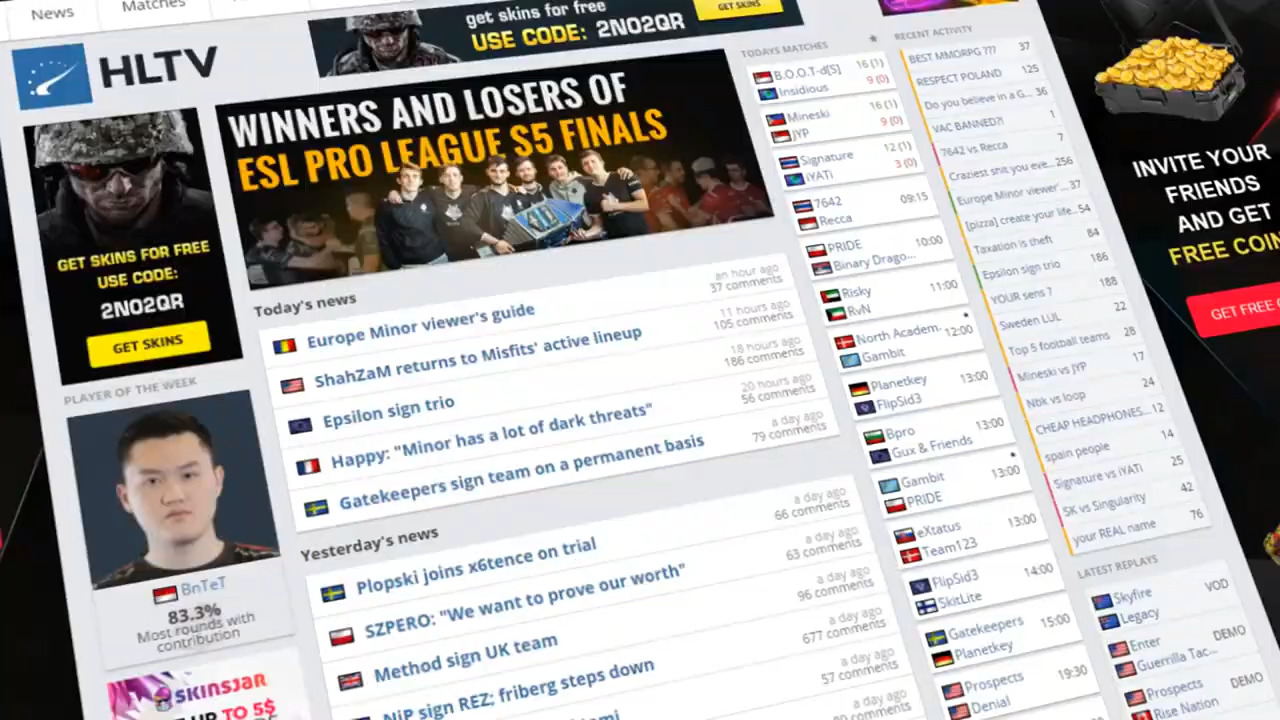 News
Matches
HLTV
get skins for free
USE CODE: 2NO2QR
GET SKINS
GET SKINS FOR FREE
USE CODE:
2NO2QR
GET SKINS
PLAYER OF THE WEEK
BnTeT
83.3%
Most rounds with
contribution
SKINSJAR
UP TO 5$
WINNERS AND LOSERS OF
ESL PRO LEAGUE S5 FINALS
Today's news
Europe Minor viewer's guide
an hour ago
37 comments
ShahZaM returns to Misfits' active lineup
11 hours ago
105 comments
Epsilon sign trio
18 hours ago
186 comments
Happy: "Minor has a lot of dark threats"
20 hours ago
56 comments
Gatekeepers sign team on a permanent basis
a day ago
79 comments
Yesterday's news
Plopski joins x6tence on trial
a day ago
66 comments
SZPERO: "We want to prove our worth"
a day ago
63 comments
Method sign UK team
a day ago
96 comments
NiP sign REZ; friberg steps down
a day ago
677 comments
a day ago
57 comments
a day ago
comments
TODAYS MATCHES
B.O.O.T-d[S] 16 (1)
Insidious 9 (0)
Mineski 16 (1)
JYP 9 (0)
Signature 12 (1)
iYATi 3 (0)
7642
Recca
09:15
PRIDE
Binary Drago...
10:00
Risky
RvN
11:00
North Academ.
Gambit
12:00
Planetkey
FlipSid3
13:00
Bpro
Gux & Friends
13:00
Gambit
PRIDE
13:00
eXtatus
Team123
13:00
FlipSid3
SkitLite
14:00
Gatekeepers
Planetkey
15:00
Prospects
Denial
19:30
RECENT ACTIVITY
BEST MMORPG ??? 37
RESPECT POLAND 125
Do you believe in a G... 36
VAC BANNED?! 1
7642 vs Recca 7
Craziest shit you eve... 256
Europe Minor viewer'... 37
[pizza] create your life... 54
Taxation is theft 84
Epsilon sign trio 186
YOUR sens ? 188
Sweden LUL 22
Top 5 football teams 28
Mineski vs JYP 17
Nbk vs loop 24
CHEAP HEADPHONES... 12
spain people 14
Signature vs iYATi 25
SK vs Singularity 42
your REAL name 76
LATEST REPLAYS
Skyfire
Legacy
VOD
Enter
Guerrilla Tac...
DEMO
Prospects
Rise Nation
DEMO
INVITE YOUR
FRIENDS
AND GET
FREE COIN
GET FREE